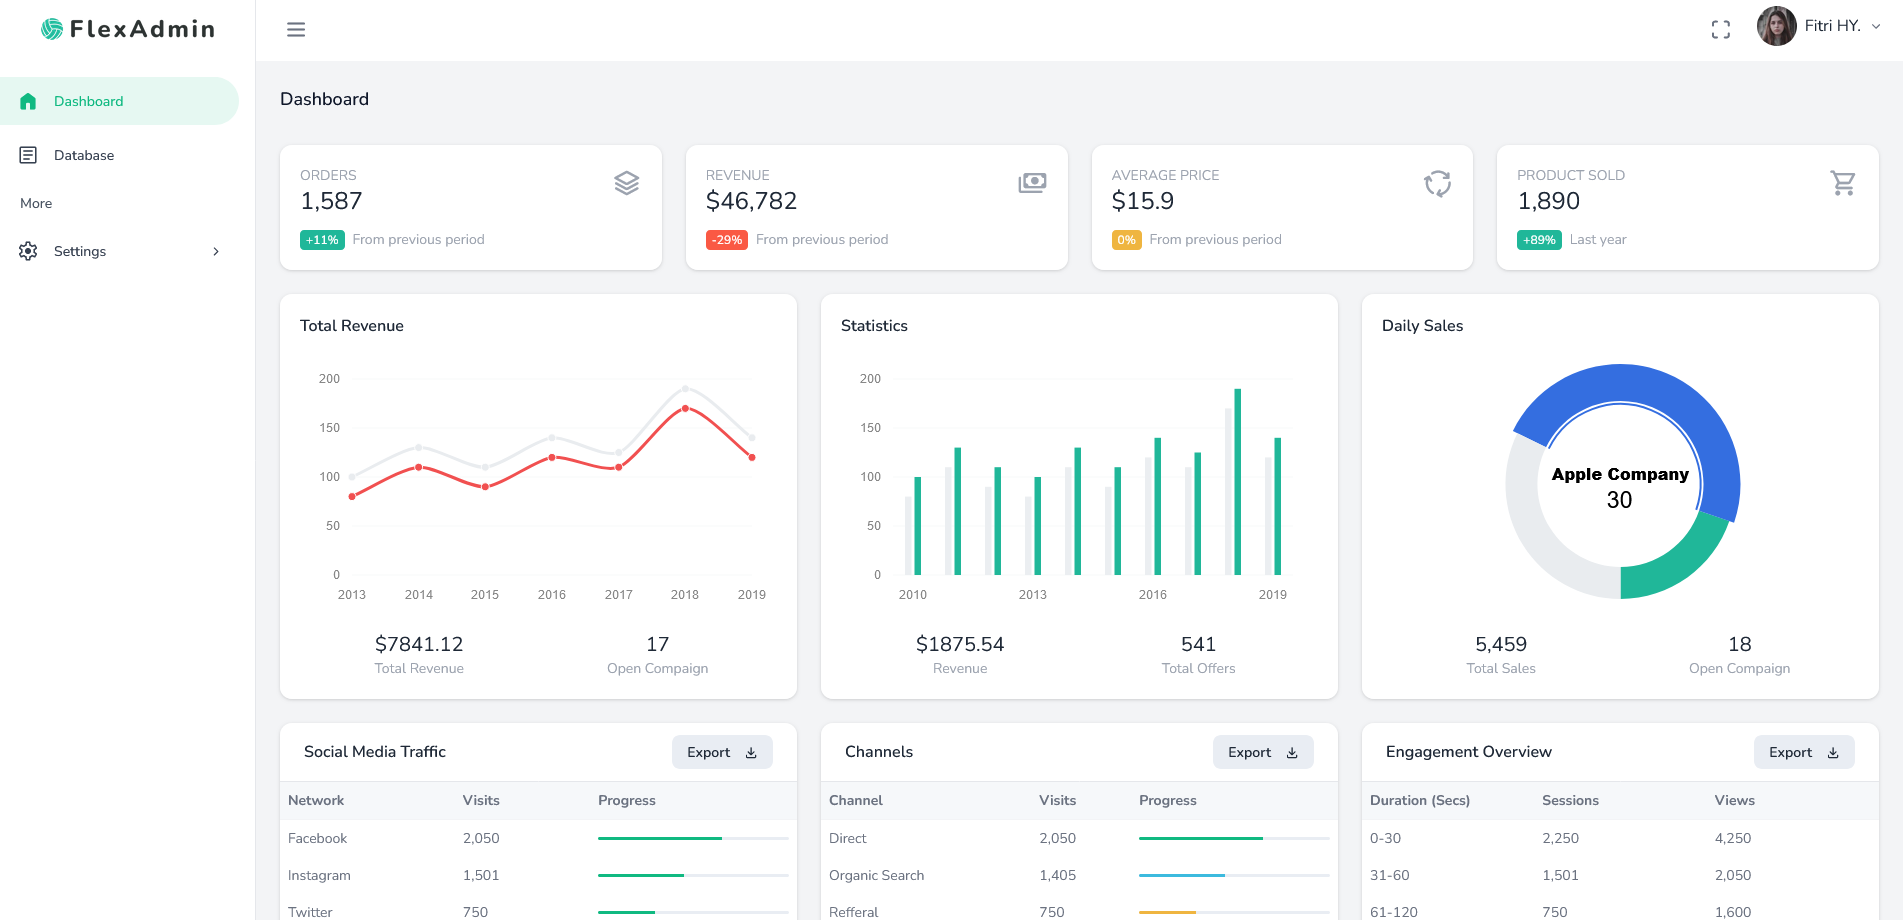 FlexAdmin
Fitri HY.
Dashboard
Database
More
Settings
Dashboard
ORDERS
1,587
+11% From previous period
REVENUE
$46,782
-29% From previous period
AVERAGE PRICE
$15.9
0% From previous period
PRODUCT SOLD
1,890
+89% Last year
Total Revenue
200
150
100
50
0
2013 2014 2015 2016 2017 2018 2019
$7841.12 17
Total Revenue Open Compaign
Statistics
200
150
100
50
0
2010 2013 2016 2019
$1875.54 541
Revenue Total Offers
Daily Sales
Apple Company
30
5,459 18
Total Sales Open Compaign
Social Media Traffic Export
Network Visits Progress
Facebook 2,050
Instagram 1,501
Twitter 750
Channels Export
Channel Visits Progress
Direct 2,050
Organic Search 1,405
Refferal 750
Engagement Overview Export
Duration (Secs) Sessions Views
0-30 2,250 4,250
31-60 1,501 2,050
61-120 750 1,600